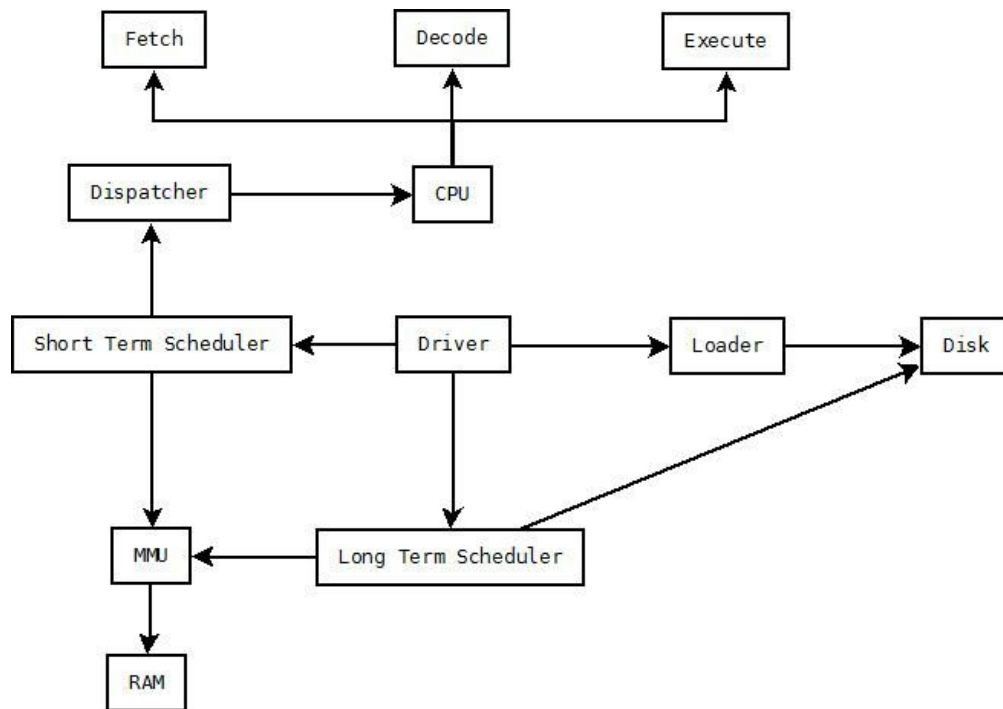 Fetch
Decode
Execute
Dispatcher
CPU
Short Term Scheduler
Driver
Loader
Disk
MMU
Long Term Scheduler
RAM